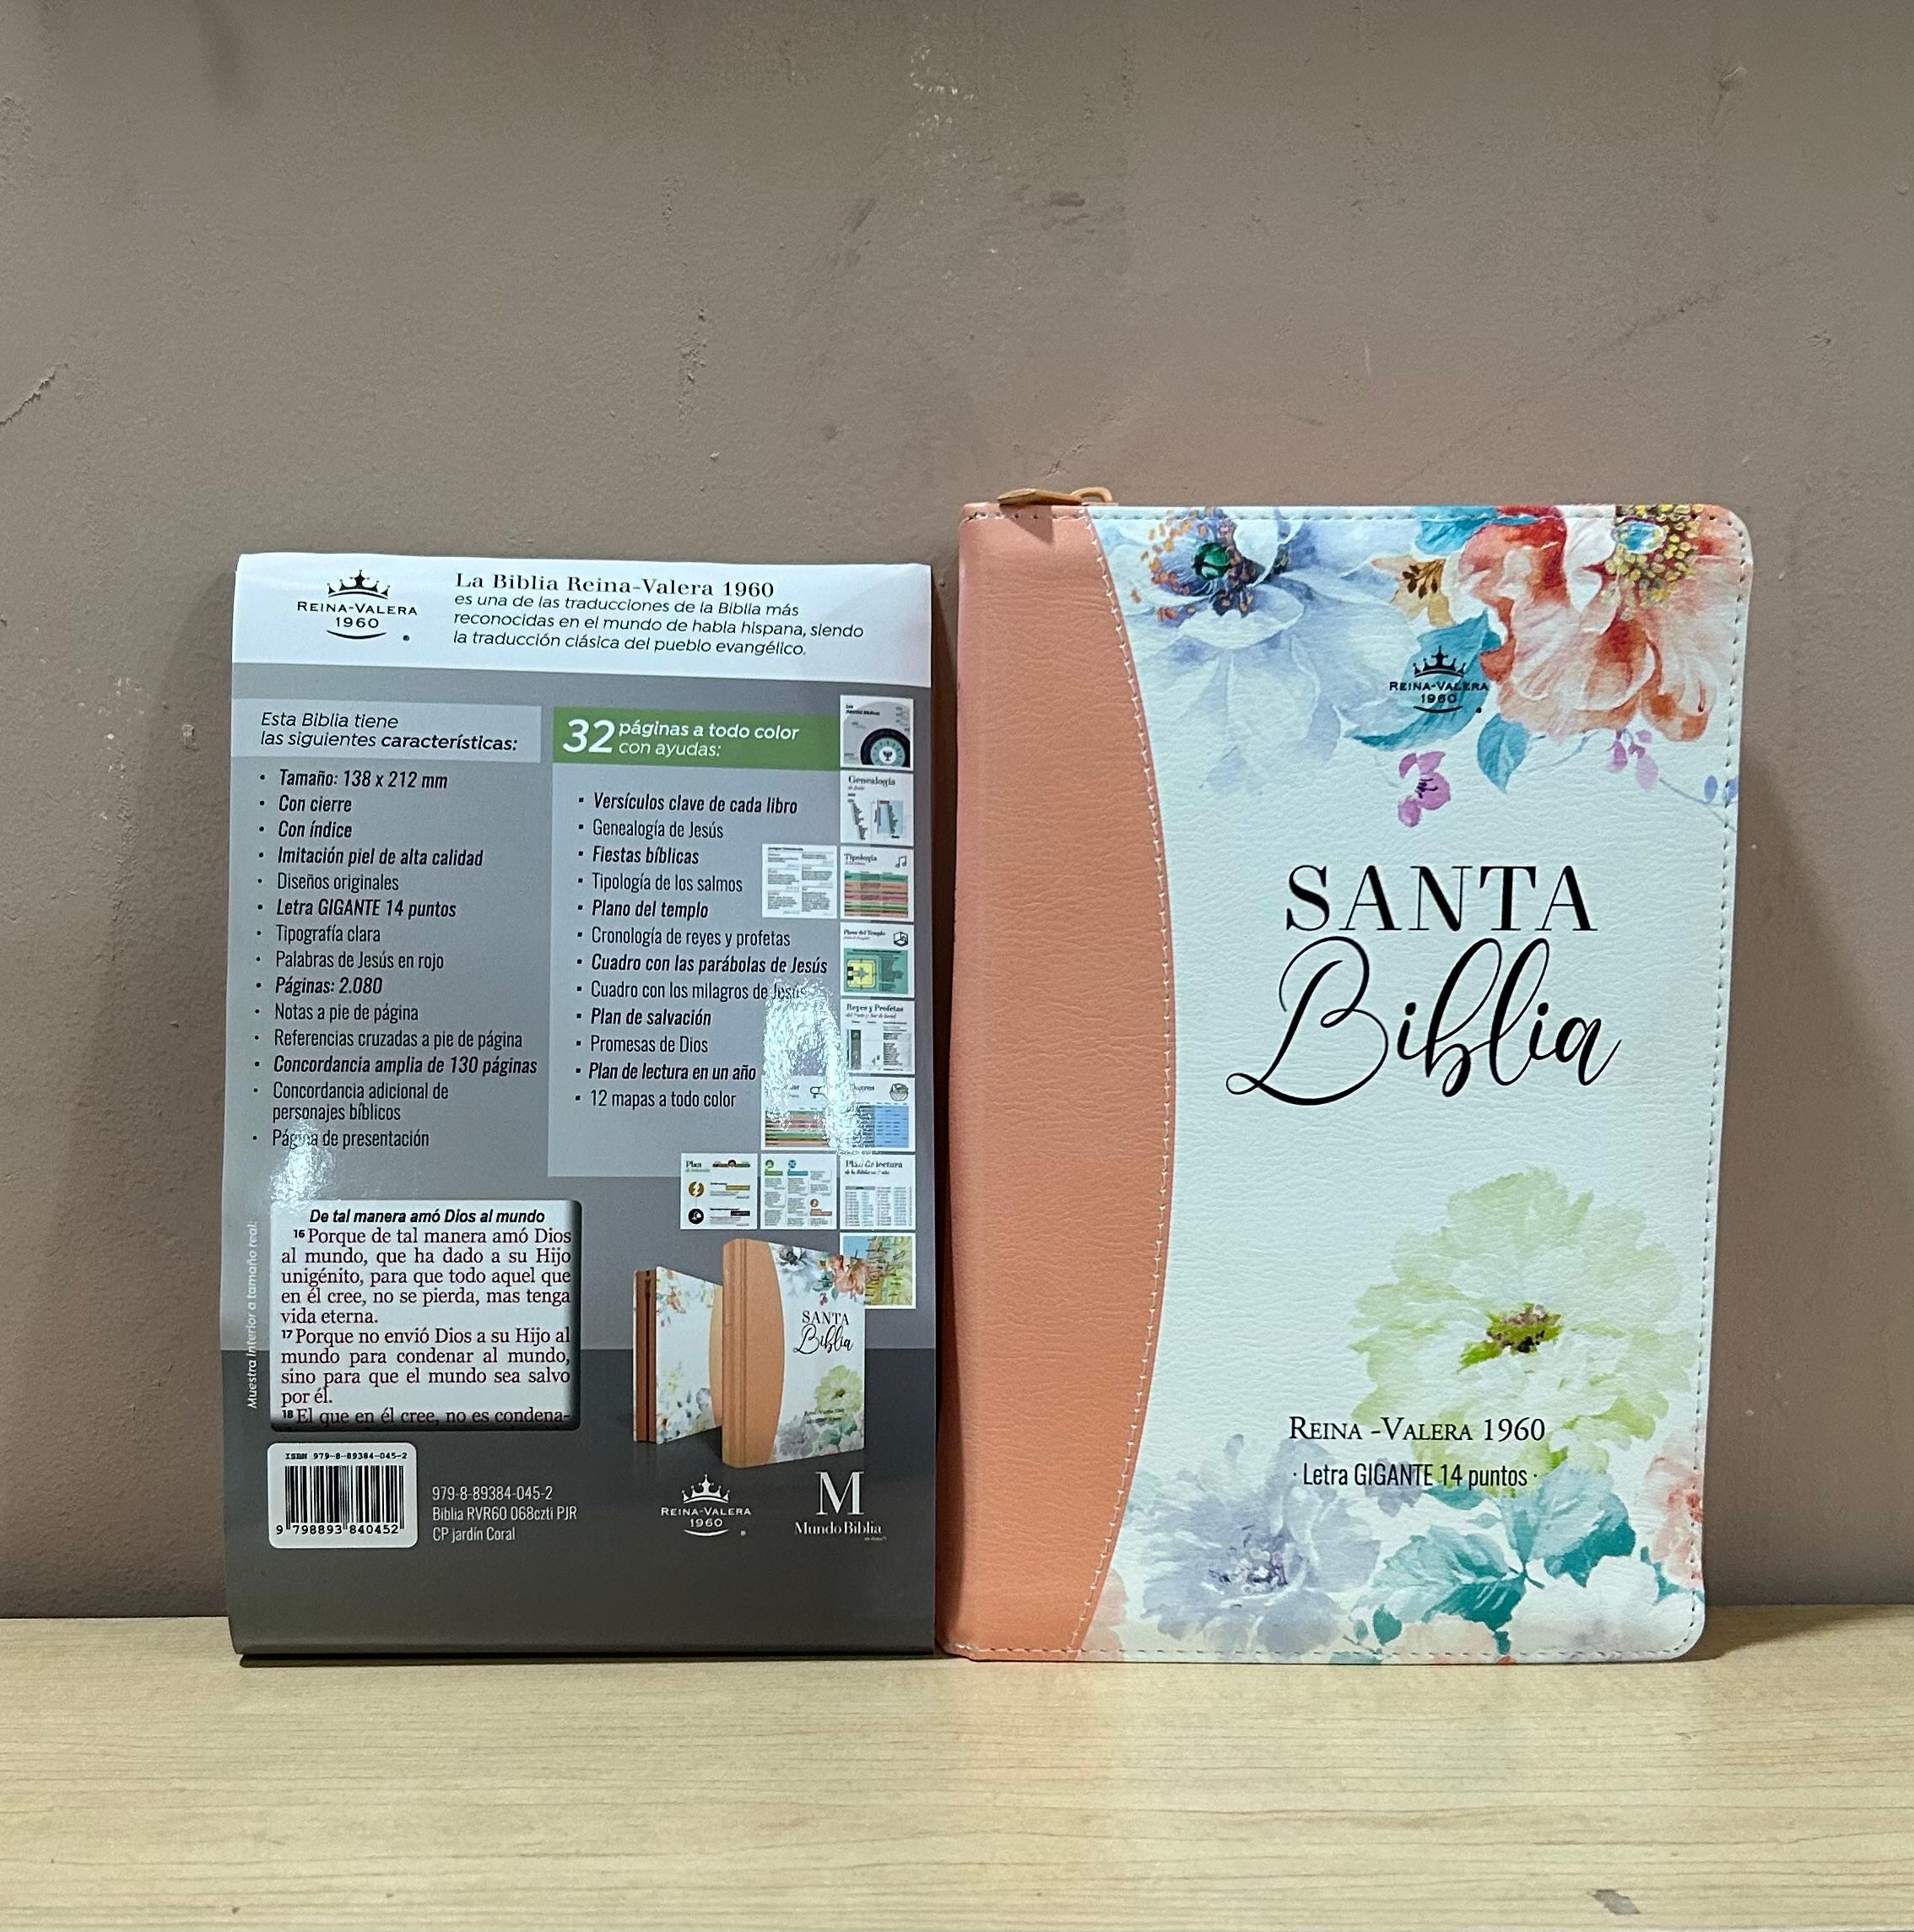 REINA-VALERA
1960
La Biblia Reina-Valera 1960
es una de las traducciones de la Biblia más
reconocidas en el mundo de habla hispana, siendo
la traducción clásica del pueblo evangélico.
Esta Biblia tiene
las siguientes características:
• Tamaño: 138 x 212 mm
• Con cierre
• Con índice
• Imitación piel de alta calidad
• Diseños originales
• Letra GIGANTE 14 puntos
• Tipografía clara
• Palabras de Jesús en rojo
• Páginas: 2.080
• Notas a pie de página
• Referencias cruzadas a pie de página
• Concordancia amplia de 130 páginas
• Concordancia adicional de
personajes bíblicos
• Página de presentación
32 páginas a todo color
con ayudas:
▪ Versículos clave de cada libro
▪ Genealogía de Jesús
▪ Fiestas bíblicas
▪ Tipología de los salmos
▪ Plano del templo
▪ Cronología de reyes y profetas
▪ Cuadro con las parábolas de Jesús
▪ Cuadro con los milagros de Jesús
▪ Plan de salvación
▪ Promesas de Dios
▪ Plan de lectura en un año
▪ 12 mapas a todo color
Genealogía
Tipología
Plano del Templo
Reyes y Profetas
Plan
Plan de lectura
Muestra interior a tamaño real:
De tal manera amó Dios al mundo
16 Porque de tal manera amó Dios
al mundo, que ha dado a su Hijo
unigénito, para que todo aquel que
en él cree, no se pierda, mas tenga
vida eterna.
17 Porque no envió Dios a su Hijo al
mundo para condenar al mundo,
sino para que el mundo sea salvo
por él.
18 El que en él cree, no es condena-
SANTA
Biblia
ISBN 979-8-89384-045-2
9 798893 840452
979-8-89384-045-2
Biblia RVR60 068czti PJR
CP jardín Coral
REINA-VALERA
1960
M
Mundo Biblia
REINA-VALERA
1960
SANTA
Biblia
REINA -VALERA 1960
· Letra GIGANTE 14 puntos ·